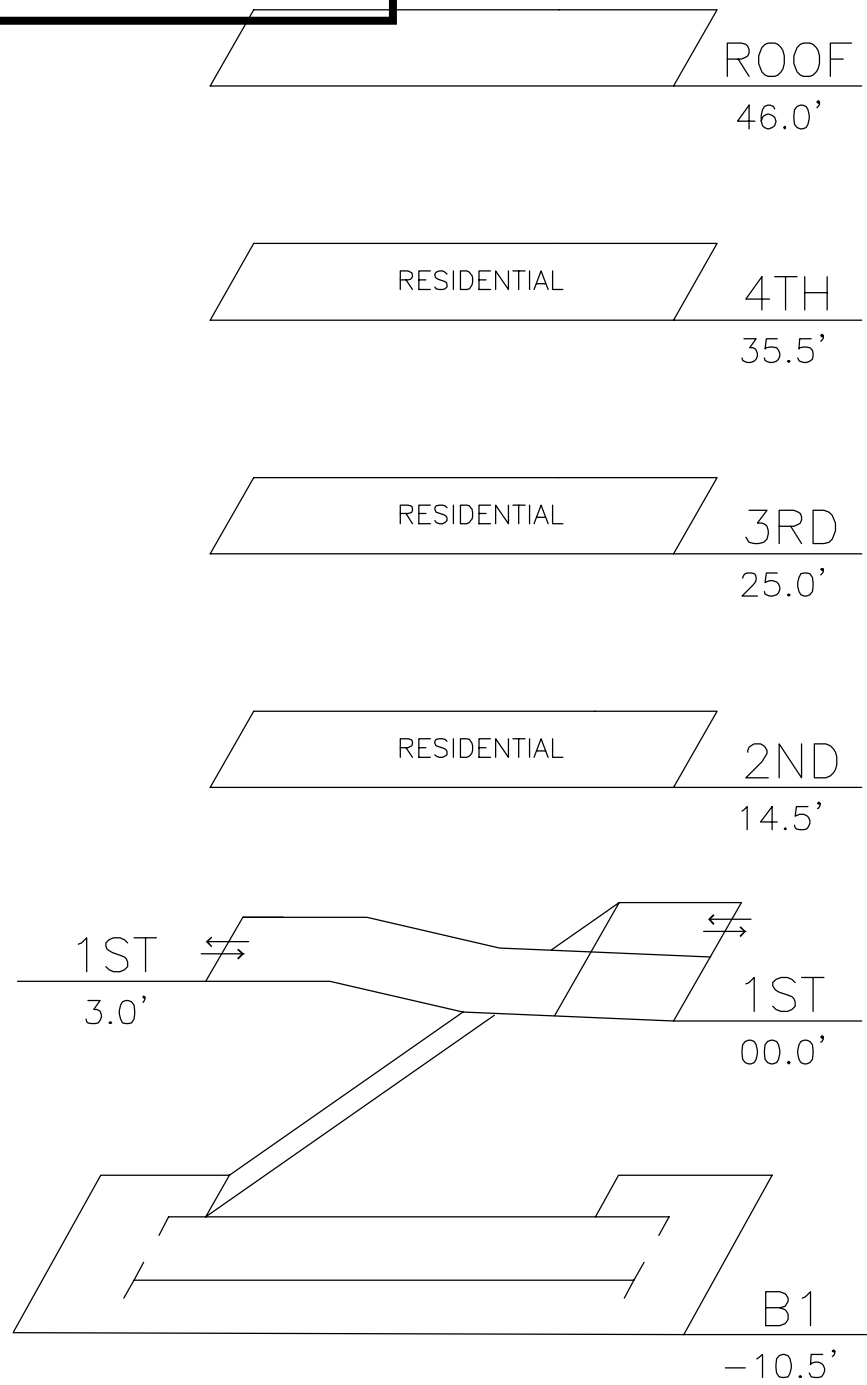 ROOF
46.0’
RESIDENTIAL
4TH
35.5’
RESIDENTIAL
3RD
25.0’
RESIDENTIAL
2ND
14.5’
1ST
3.0’
1ST
00.0’
B1
-10.5’